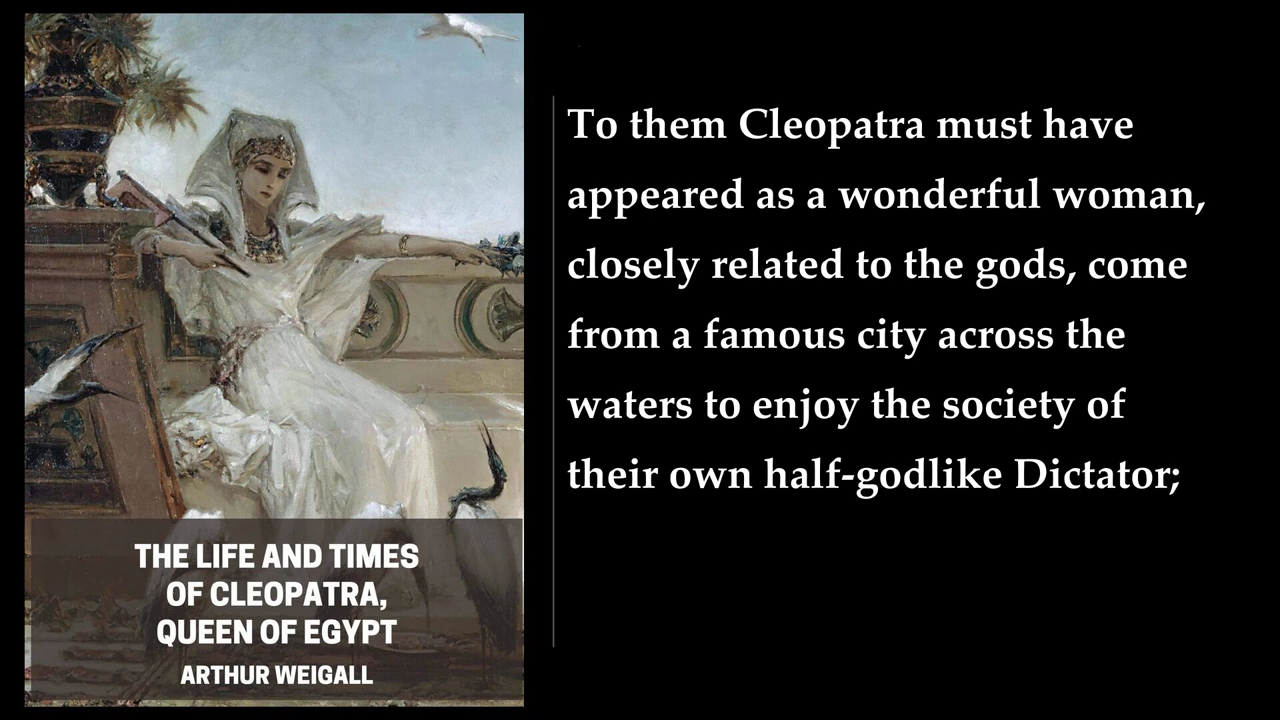 THE LIFE AND TIMES
OF CLEOPATRA,
QUEEN OF EGYPT
ARTHUR WEIGALL
To them Cleopatra must have
appeared as a wonderful woman,
closely related to the gods, come
from a famous city across the
waters to enjoy the society of
their own half-godlike Dictator;